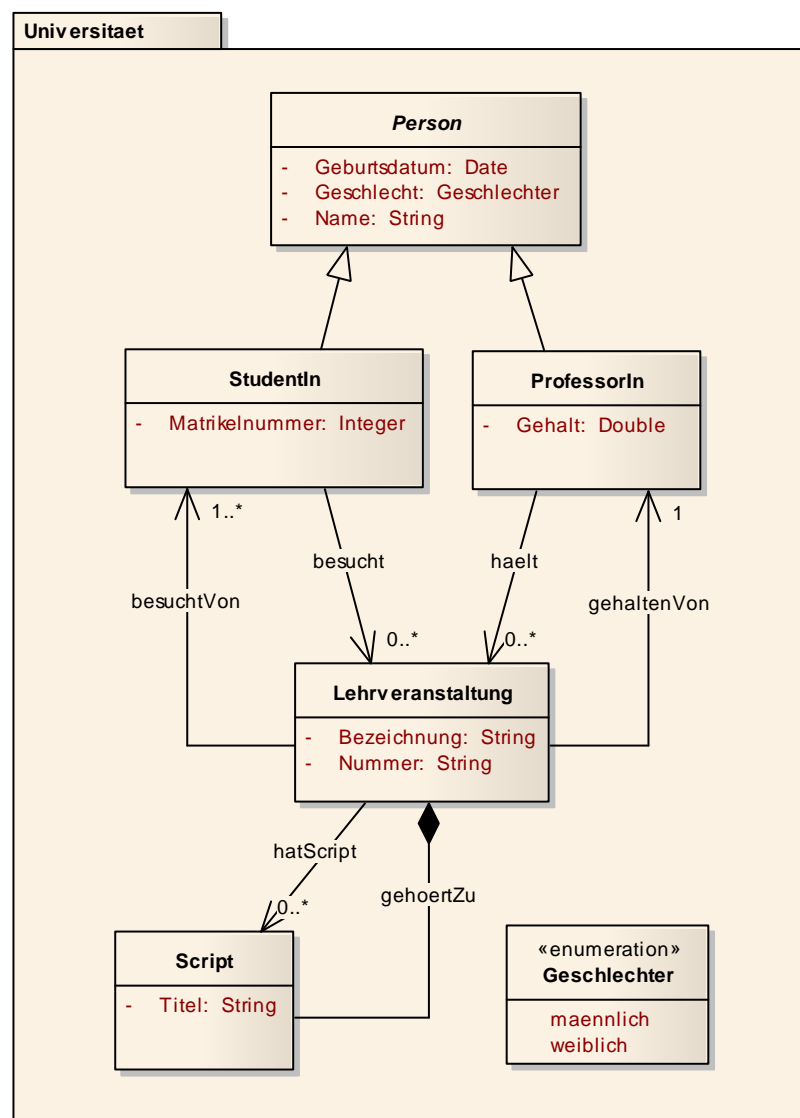 Universitaet
Person
- Geburtsdatum: Date
- Geschlecht: Geschlechter
- Name: String
StudentIn
- Matrikelnummer: Integer
ProfessorIn
- Gehalt: Double
1..*
1
besucht
haelt
besuchtVon
gehaltenVon
0..*
0..*
Lehrveranstaltung
- Bezeichnung: String
- Nummer: String
hatScript
gehoertZu
0..*
Script
- Titel: String
«enumeration»
Geschlechter
maennlich
weiblich